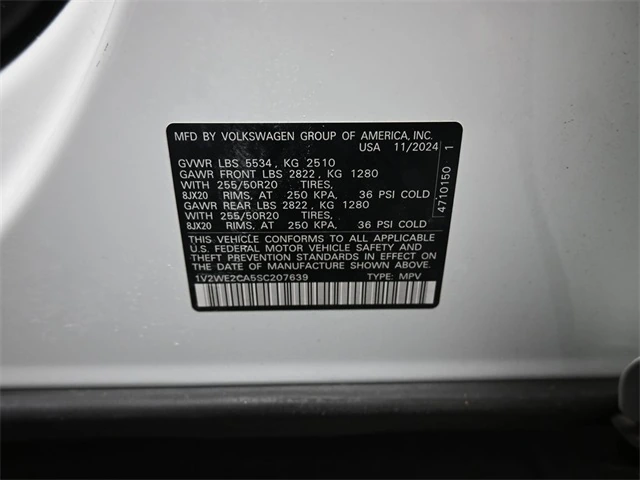 MFD BY VOLKSWAGEN GROUP OF AMERICA, INC.
USA 11/2024
GVWR LBS 5534 , KG 2510
GAWR FRONT LBS 2822 , KG 1280
WITH 255/50R20 TIRES,
8JX20 RIMS, AT 250 KPA, 36 PSI COLD
GAWR REAR LBS 2822 , KG 1280
WITH 255/50R20 TIRES,
8JX20 RIMS, AT 250 KPA, 36 PSI COLD
THIS VEHICLE CONFORMS TO ALL APPLICABLE
U.S. FEDERAL MOTOR VEHICLE SAFETY AND
THEFT PREVENTION STANDARDS IN EFFECT ON
THE DATE OF MANUFACTURE SHOWN ABOVE.
1V2WE2CA5SC207639 TYPE: MPV
4710150 1